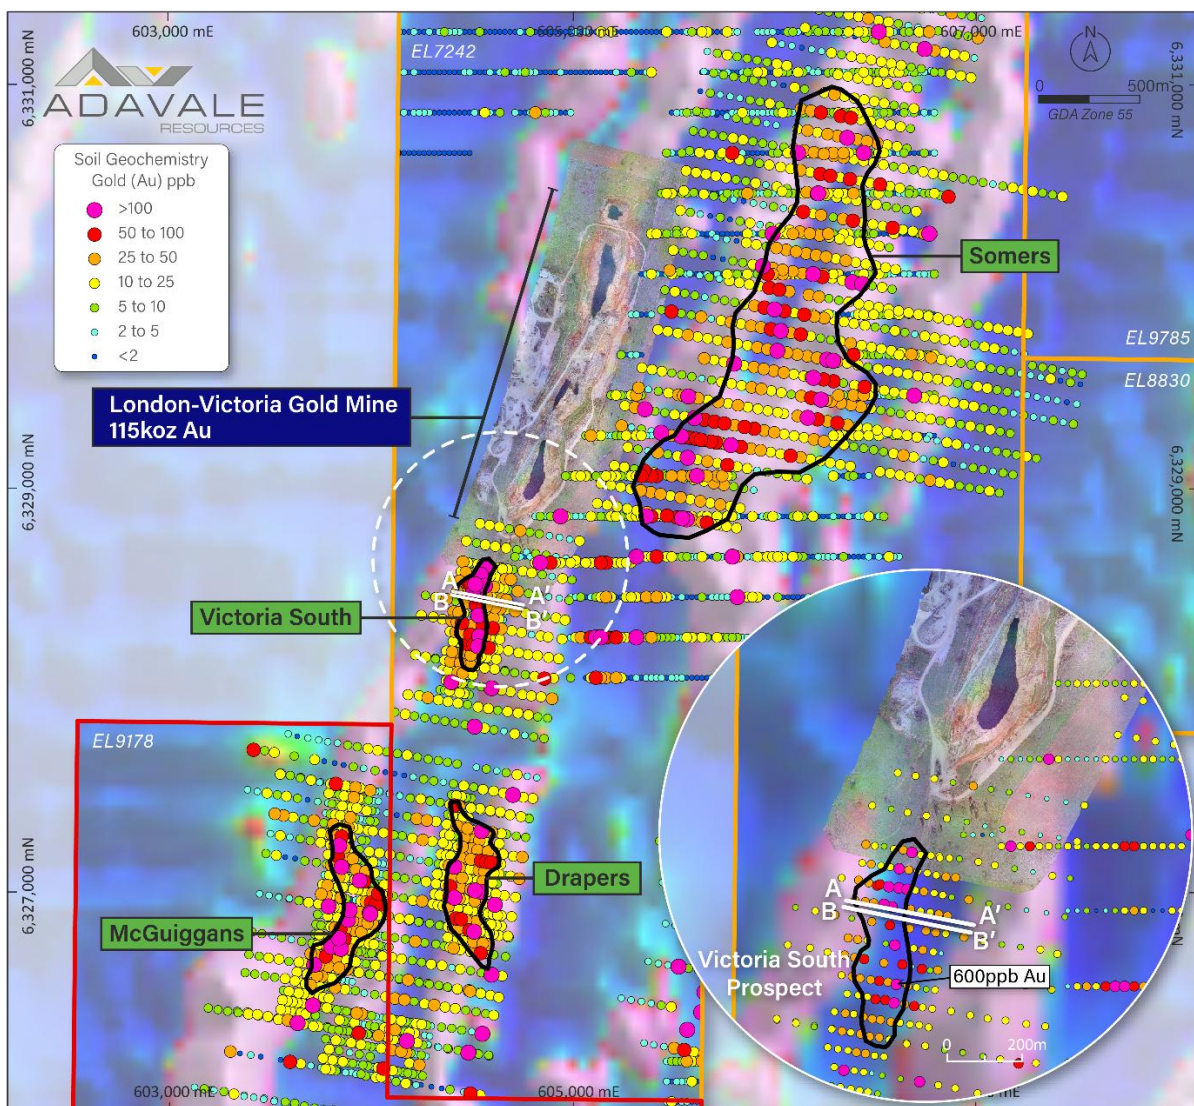 603,000 mE
605,000 mE
607,000 mE
EL7242
N
0 500m
GDA Zone 55
6,331,000 mN
6,331,000 mN
ADAVALE
RESOURCES
Soil Geochemistry
Gold (Au) ppb
>100
50 to 100
25 to 50
10 to 25
5 to 10
2 to 5
<2
Somers
EL9785
EL8830
London-Victoria Gold Mine
115koz Au
6,329,000 mN
6,329,000 mN
A A'
B B'
Victoria South
EL9178
Drapers
6,327,000 mN
McGuiggans
A A'
B B'
mN
Victoria South
Prospect
600ppb Au
0 200m
603,000 mE
605,000 mE